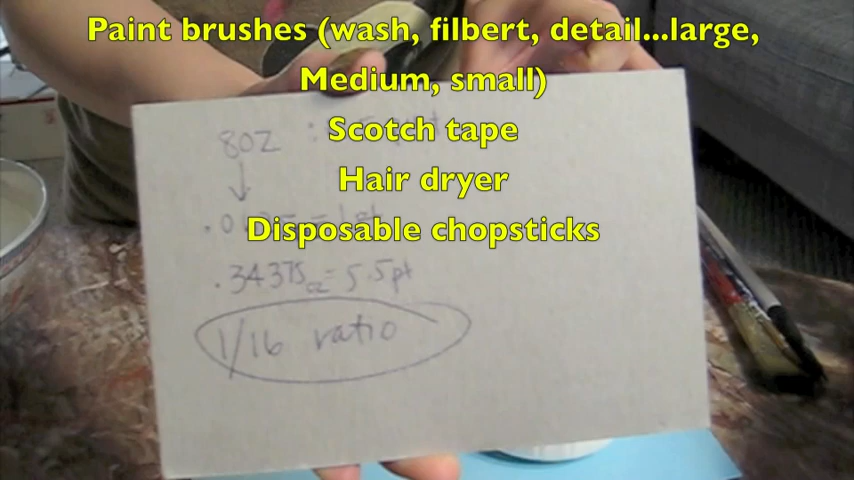 Paint brushes (wash, filbert, detail...large,
Medium, small)
Scotch tape
Hair dryer
Disposable chopsticks
8oz :
.34375oz = 5.5pt
1/16 ratio